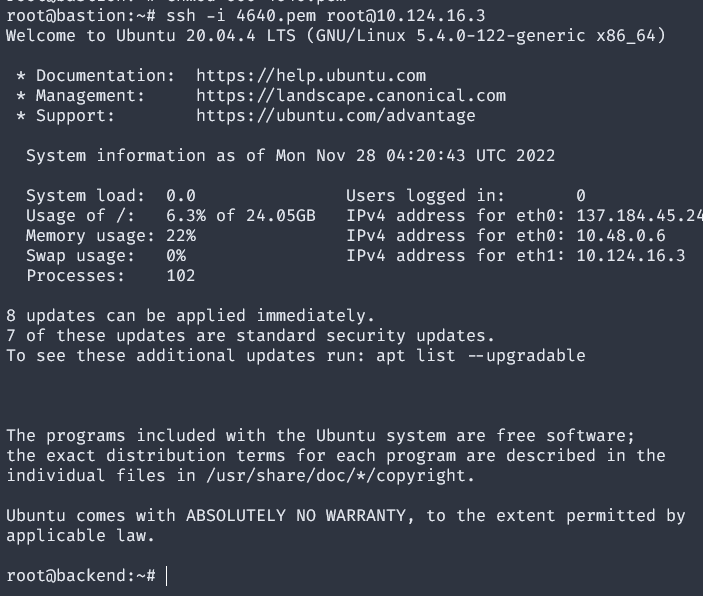 root@bastion:~# ssh -i 4640.pem root@10.124.16.3
Welcome to Ubuntu 20.04.4 LTS (GNU/Linux 5.4.0-122-generic x86_64)
* Documentation: https://help.ubuntu.com
* Management: https://landscape.canonical.com
* Support: https://ubuntu.com/advantage
System information as of Mon Nov 28 04:20:43 UTC 2022
System load: 0.0 Users logged in: 0
Usage of /: 6.3% of 24.05GB IPv4 address for eth0: 137.184.45.24
Memory usage: 22% IPv4 address for eth0: 10.48.0.6
Swap usage: 0% IPv4 address for eth1: 10.124.16.3
Processes: 102
8 updates can be applied immediately.
7 of these updates are standard security updates.
To see these additional updates run: apt list --upgradable
The programs included with the Ubuntu system are free software;
the exact distribution terms for each program are described in the
individual files in /usr/share/doc/*/copyright.
Ubuntu comes with ABSOLUTELY NO WARRANTY, to the extent permitted by
applicable law.
root@backend:~#